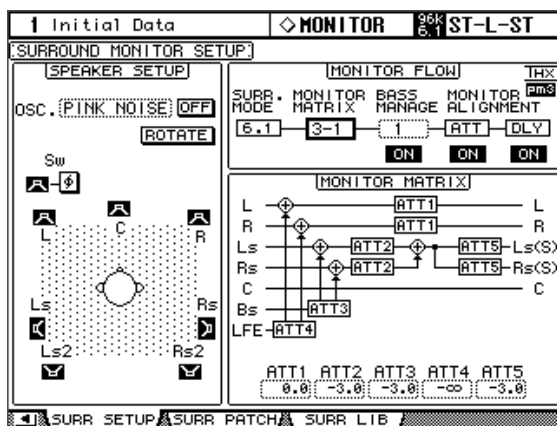 1 Initial Data ◇MONITOR 96K 6.1 ST-L-ST
SURROUND MONITOR SETUP
SPEAKER SETUP
OSC. PINK NOISE OFF
ROTATE
Sw
ϕ
L C R
Ls Rs
Ls2 Rs2
MONITOR FLOW
THX
pm3
SURR. MONITOR BASS MONITOR
MODE MATRIX MANAGE ALIGNMENT
6.1 3-1 1 ATT DLY
ON ON ON
MONITOR MATRIX
L ATT1 L
R ATT1 R
Ls ATT2 ATT5 Ls(S)
Rs ATT2 ATT5 Rs(S)
C C
Bs ATT3
LFE ATT4
ATT1 ATT2 ATT3 ATT4 ATT5
0.0 -3.0 -3.0 -∞ -3.0
SURR SETUP SURR PATCH SURR LIB